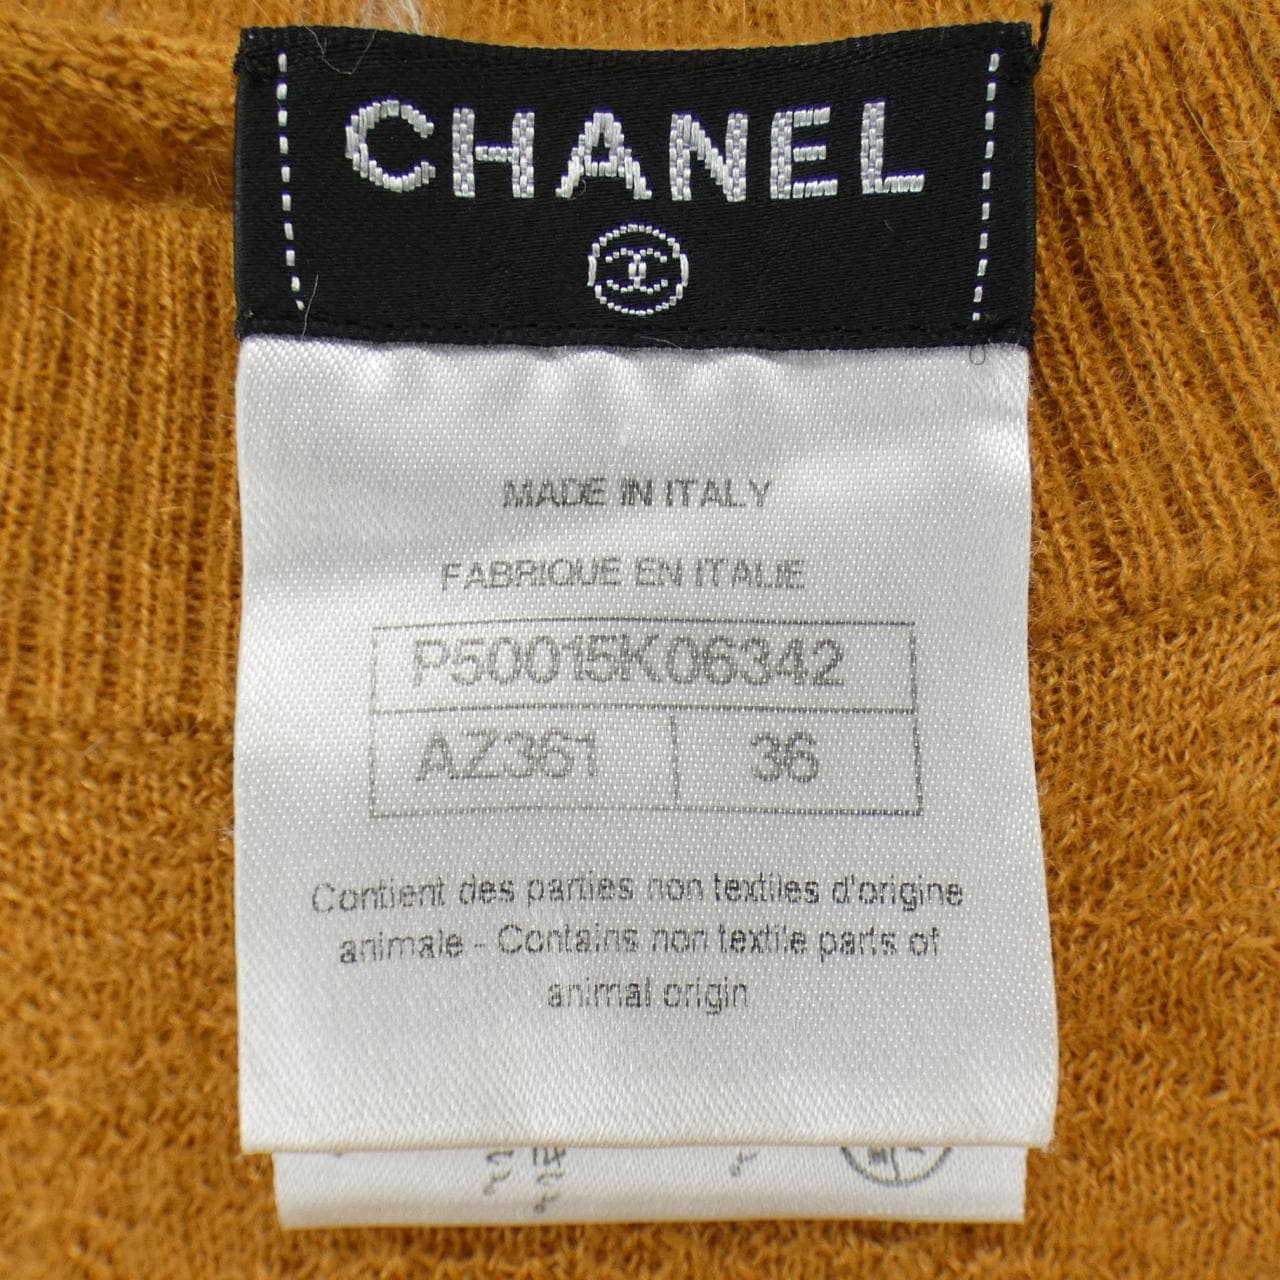 CHANEL
MADE IN ITALY
FABRIQUE EN ITALIE
P50015K06342
AZ361 36
Contient des parties non textiles d'origine
animale - Contains non textile parts of
animal origin